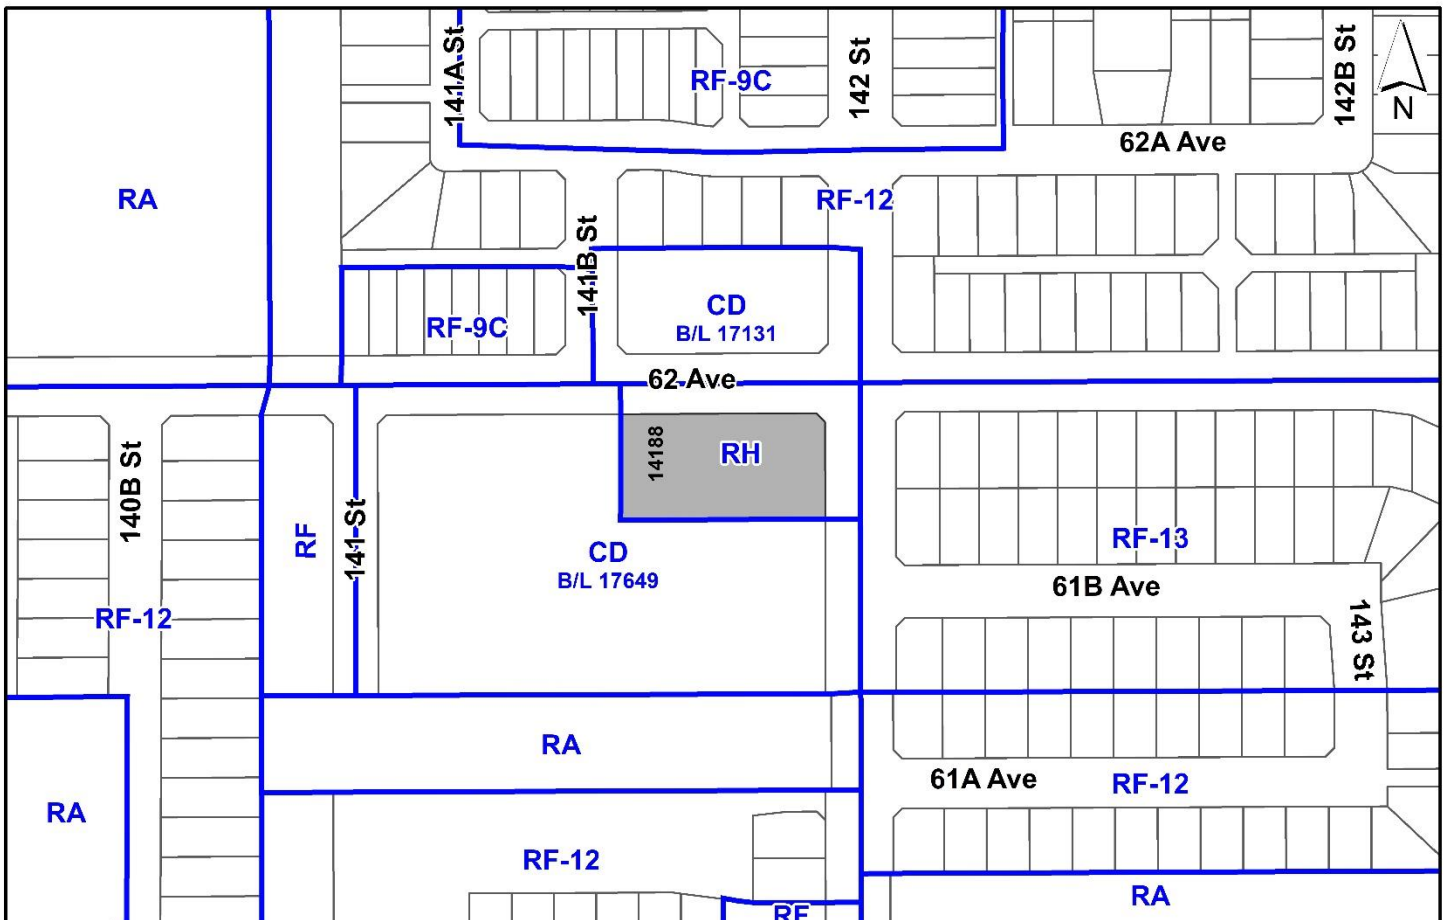 141A St
RF-9C
142 St
142B St
N
62A Ave
RA
RF-12
141B St
CD
B/L 17131
RF-9C
62 Ave
14188
RH
140B St
RF
141 St
CD
B/L 17649
RF-13
61B Ave
RF-12
143 St
RA
61A Ave
RF-12
RA
RF-12
RA
RF